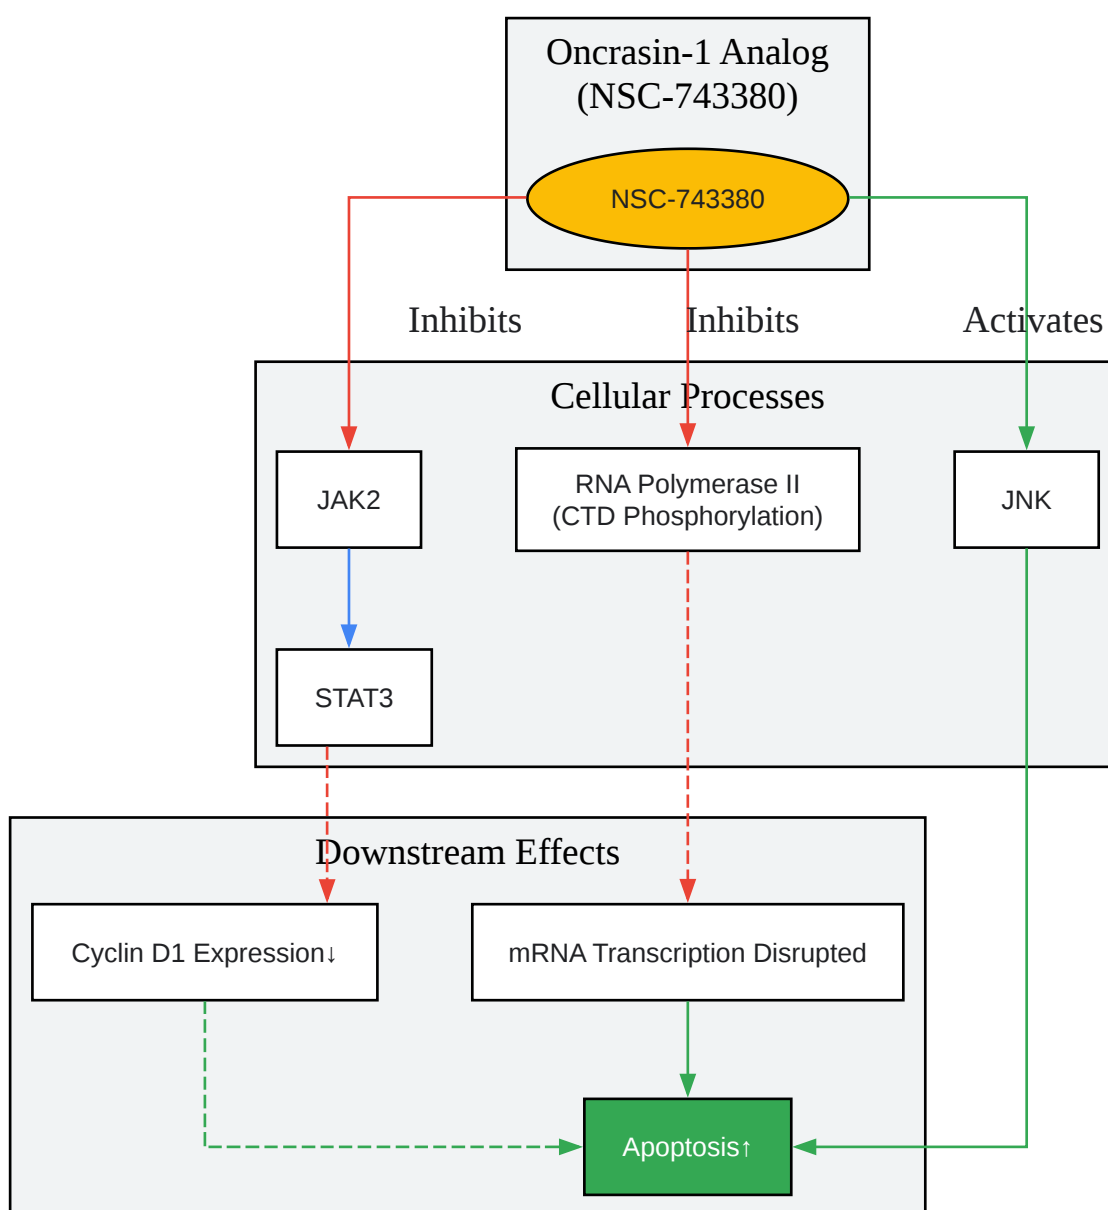 Oncrasin-1 Analog
(NSC-743380)
NSC-743380
Inhibits
Inhibits
Activates
Cellular Processes
JAK2
RNA Polymerase II
(CTD Phosphorylation)
JNK
STAT3
Downstream Effects
Cyclin D1 Expression↓
mRNA Transcription Disrupted
Apoptosis↑